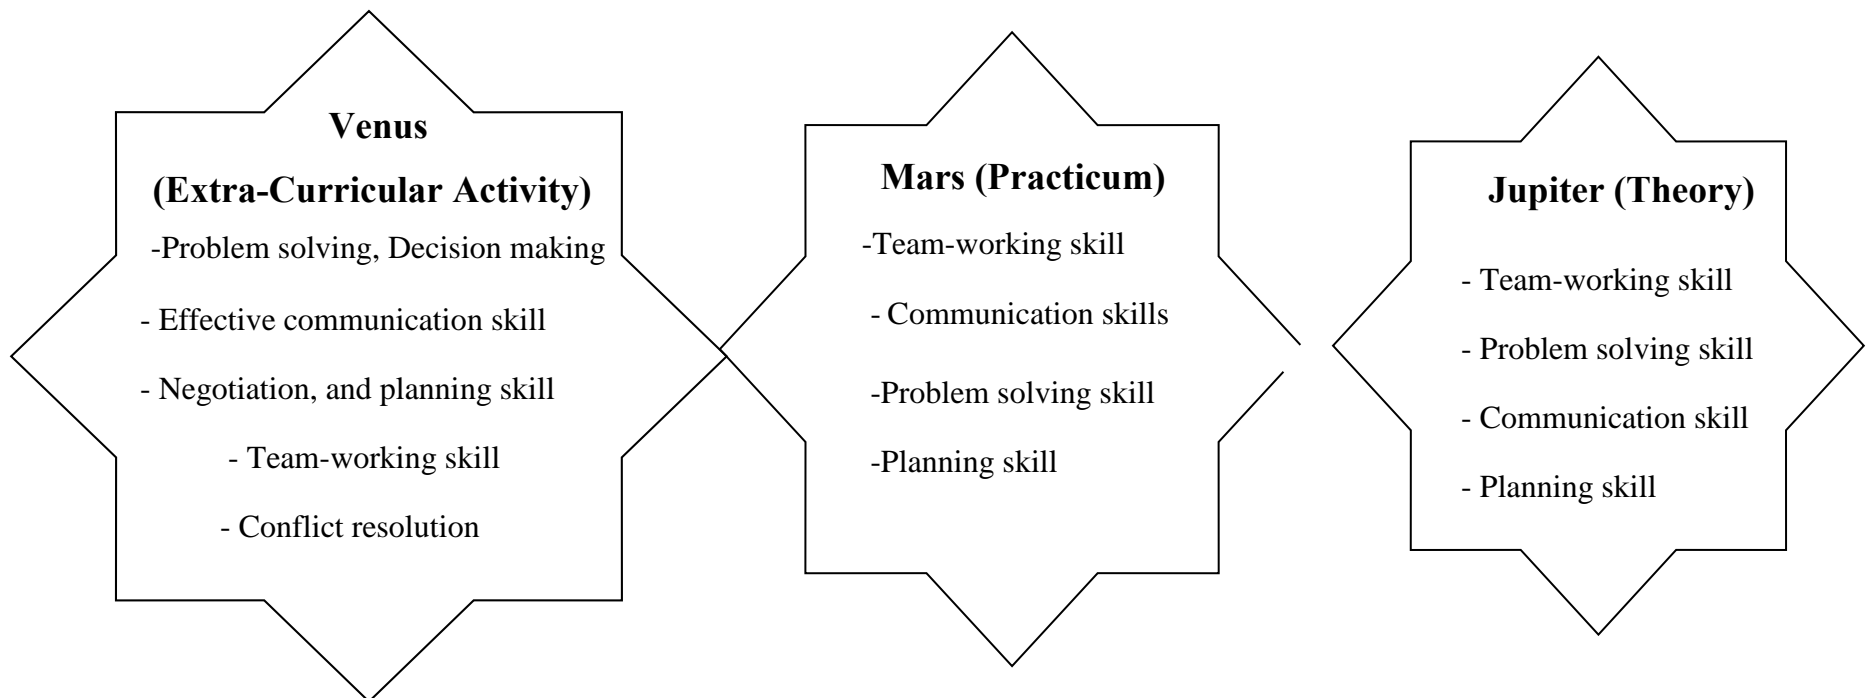 Venus
(Extra-Curricular Activity)
-Problem solving, Decision making
- Effective communication skill
- Negotiation, and planning skill
- Team-working skill
- Conflict resolution
Mars (Practicum)
-Team-working skill
- Communication skills
-Problem solving skill
-Planning skill
Jupiter (Theory)
- Team-working skill
- Problem solving skill
- Communication skill
- Planning skill